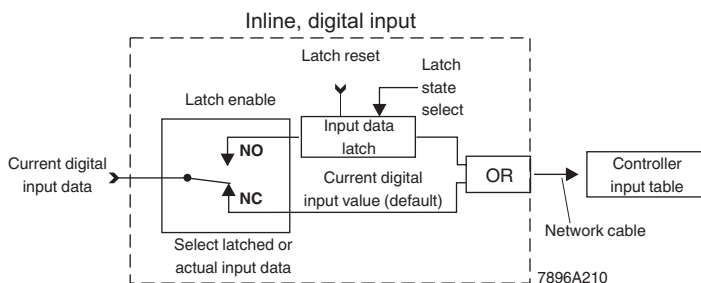 Inline, digital input
Latch reset
Latch
state
select
Latch enable
Input data
latch
NO
Current digital
input data
NC
Current digital
input value (default)
OR
Controller
input table
Network cable
Select latched or
actual input data
7896A210